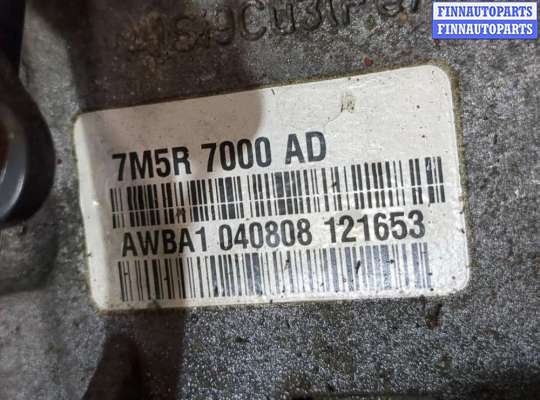 FINNAUTOPARTS
FINNAUTOPARTS
7M5R 7000 AD
AWBA1 040808 121653